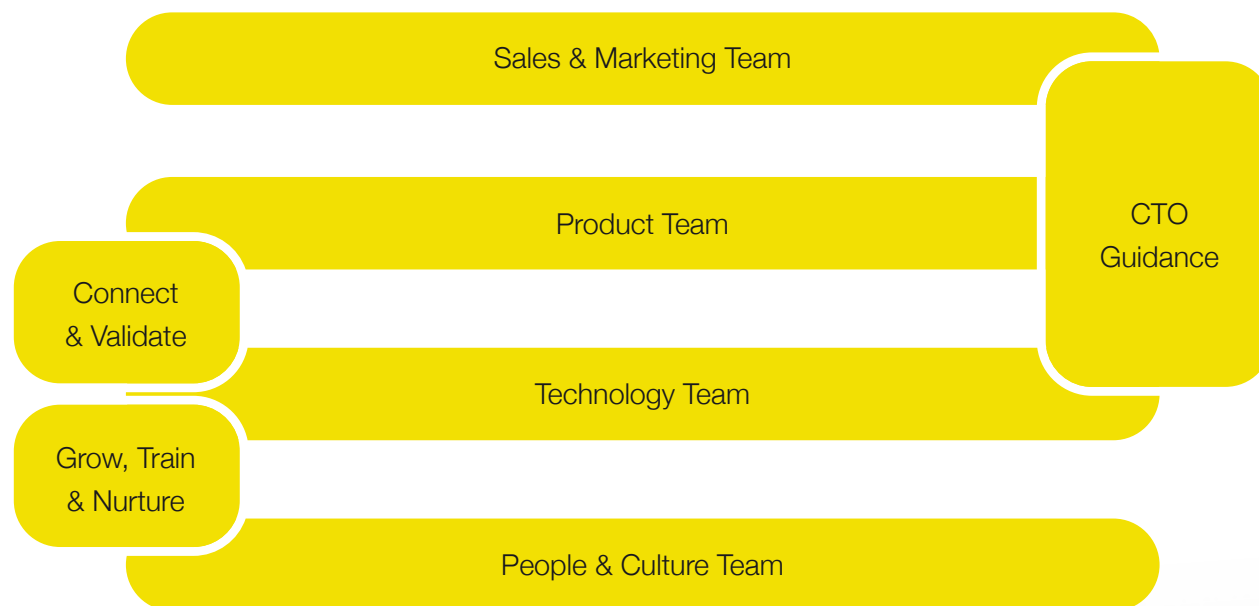 Sales & Marketing Team
Product Team
CTO
Guidance
Connect
& Validate
Technology Team
Grow, Train
& Nurture
People & Culture Team